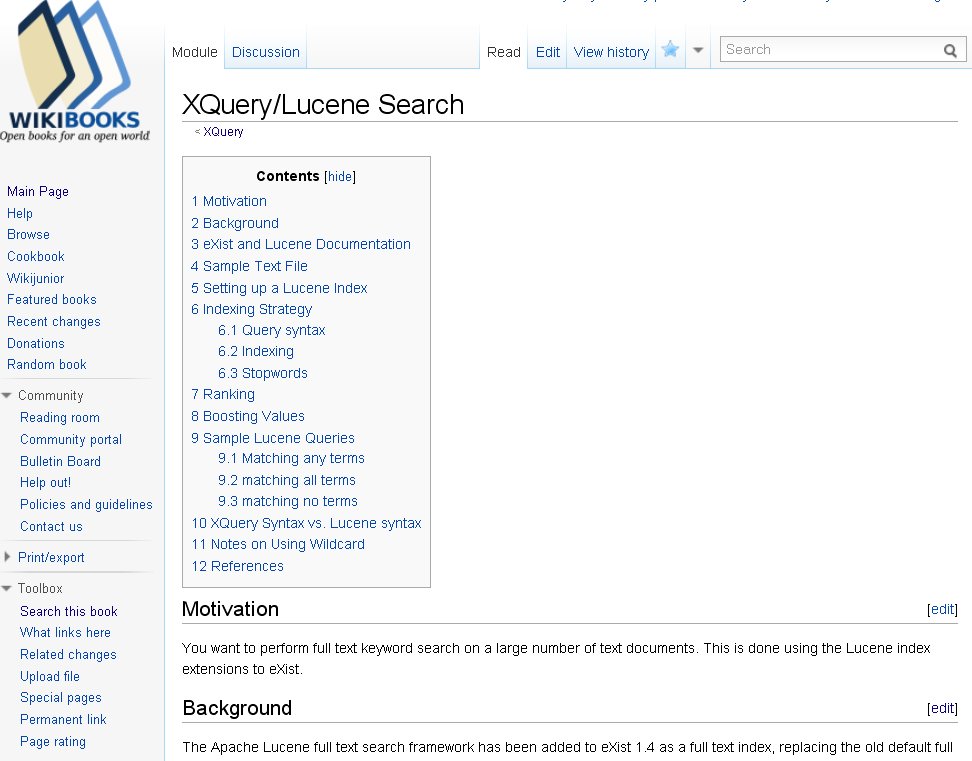 WIKIBOOKS
Open books for an open world
Main Page
Help
Browse
Cookbook
Wikijunior
Featured books
Recent changes
Donations
Random book
Community
Reading room
Community portal
Bulletin Board
Help out!
Policies and guidelines
Contact us
Print/export
Toolbox
Search this book
What links here
Related changes
Upload file
Special pages
Permanent link
Page rating
Module Discussion Read Edit View history Search
XQuery/Lucene Search
< XQuery
Contents [hide]
1 Motivation
2 Background
3 eXist and Lucene Documentation
4 Sample Text File
5 Setting up a Lucene Index
6 Indexing Strategy
6.1 Query syntax
6.2 Indexing
6.3 Stopwords
7 Ranking
8 Boosting Values
9 Sample Lucene Queries
9.1 Matching any terms
9.2 matching all terms
9.3 matching no terms
10 XQuery Syntax vs. Lucene syntax
11 Notes on Using Wildcard
12 References
Motivation [edit]
You want to perform full text keyword search on a large number of text documents. This is done using the Lucene index
extensions to eXist.
Background [edit]
The Apache Lucene full text search framework has been added to eXist 1.4 as a full text index, replacing the old default full